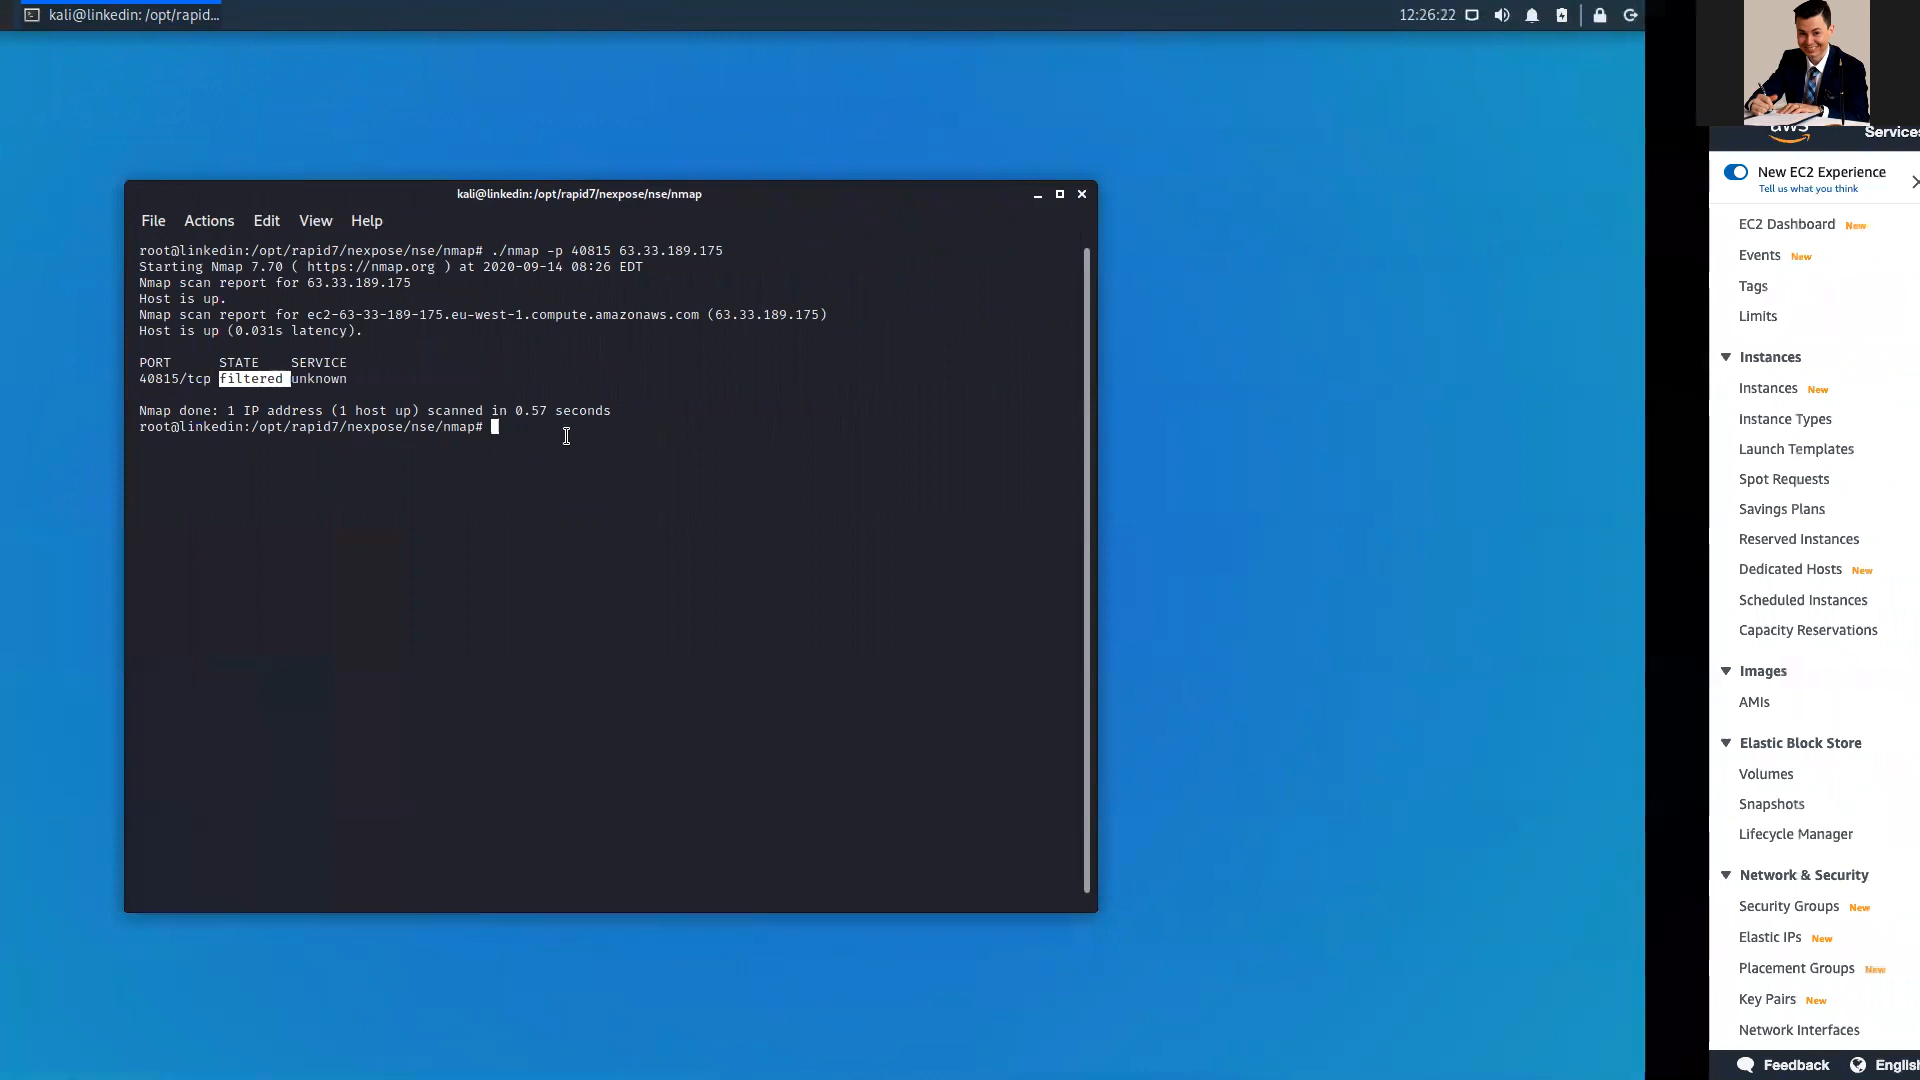 kali@linkedin: /opt/rapid...
12:26:22
kali@linkedin:/opt/rapid7/nexpose/nse/nmap
File Actions Edit View Help
root@linkedin:/opt/rapid7/nexpose/nse/nmap# ./nmap -p 40815 63.33.189.175
Starting Nmap 7.70 ( https://nmap.org ) at 2020-09-14 08:26 EDT
Nmap scan report for 63.33.189.175
Host is up.
Nmap scan report for ec2-63-33-189-175.eu-west-1.compute.amazonaws.com (63.33.189.175)
Host is up (0.031s latency).
PORT STATE SERVICE
40815/tcp filtered unknown
Nmap done: 1 IP address (1 host up) scanned in 0.57 seconds
root@linkedin:/opt/rapid7/nexpose/nse/nmap#
aws Services
New EC2 Experience
Tell us what you think
EC2 Dashboard New
Events New
Tags
Limits
Instances
Instances New
Instance Types
Launch Templates
Spot Requests
Savings Plans
Reserved Instances
Dedicated Hosts New
Scheduled Instances
Capacity Reservations
Images
AMIs
Elastic Block Store
Volumes
Snapshots
Lifecycle Manager
Network & Security
Security Groups New
Elastic IPs New
Placement Groups New
Key Pairs New
Network Interfaces
Feedback English